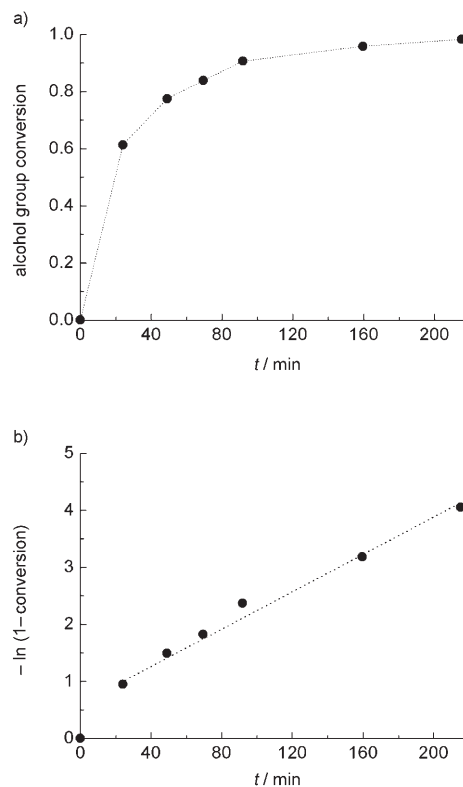 a)
1.0
0.8
0.6
0.4
0.2
0.0
alcohol group conversion
0 40 80 120 160 200
t / min
b)
5
4
3
2
1
0
– ln (1–conversion)
0 40 80 120 160 200
t / min